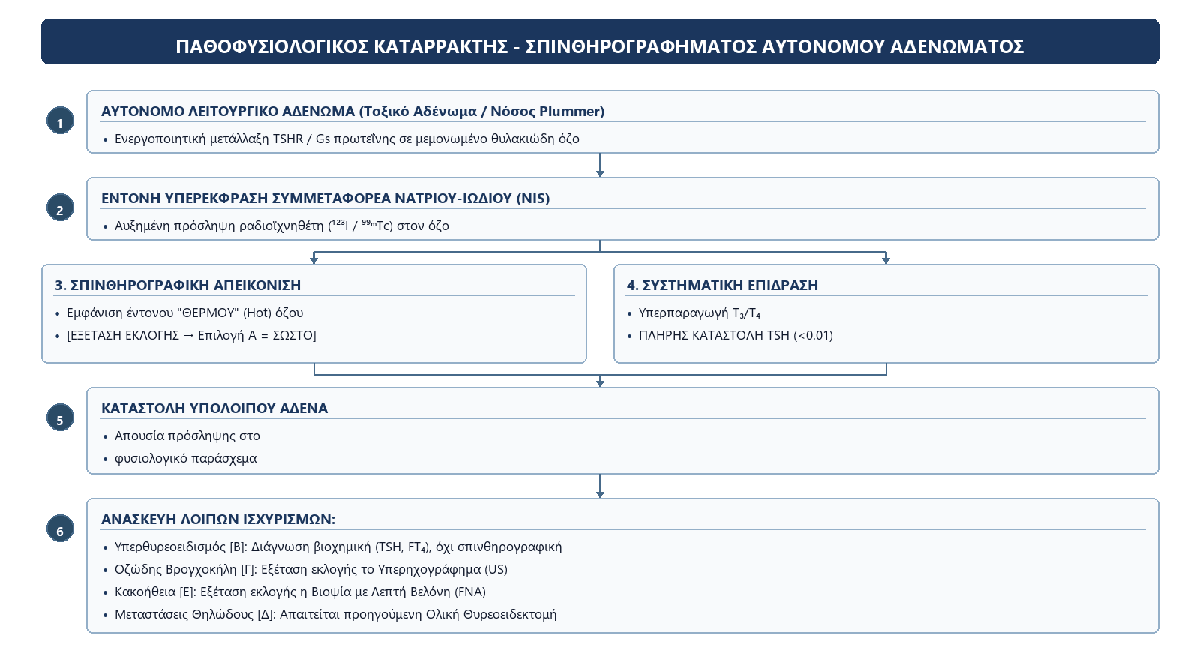 ΠΑΘΟΦΥΣΙΟΛΟΓΙΚΟΣ ΚΑΤΑΡΡΑΚΤΗΣ - ΣΠΙΝΘΗΡΟΓΡΑΦΗΜΑΤΟΣ ΑΥΤΟΝΟΜΟΥ ΑΔΕΝΩΜΑΤΟΣ
1
ΑΥΤΟΝΟΜΟ ΛΕΙΤΟΥΡΓΙΚΟ ΑΔΕΝΩΜΑ (Τοξικό Αδένωμα / Νόσος Plummer)
• Ενεργοποιητική μετάλλαξη TSHR / Gs πρωτεΐνης σε μεμονωμένο θυλακιώδη όζο
2
ΕΝΤΟΝΗ ΥΠΕΡΕΚΦΡΑΣΗ ΣΥΜΜΕΤΑΦΟΡΕΑ ΝΑΤΡΙΟΥ-ΙΩΔΙΟΥ (NIS)
• Αυξημένη πρόσληψη ραδιοϊχνηθέτη (¹²³I / ⁹⁹ᵐTc) στον όζο
3. ΣΠΙΝΘΗΡΟΓΡΑΦΙΚΗ ΑΠΕΙΚΟΝΙΣΗ
• Εμφάνιση έντονου "ΘΕΡΜΟΥ" (Hot) όζου
• [ΕΞΕΤΑΣΗ ΕΚΛΟΓΗΣ → Επιλογή Α = ΣΩΣΤΟ]
4. ΣΥΣΤΗΜΑΤΙΚΗ ΕΠΙΔΡΑΣΗ
• Υπερπαραγωγή T₃/T₄
• ΠΛΗΡΗΣ ΚΑΤΑΣΤΟΛΗ TSH (<0.01)
5
ΚΑΤΑΣΤΟΛΗ ΥΠΟΛΟΙΠΟΥ ΑΔΕΝΑ
• Απουσία πρόσληψης στο
• φυσιολογικό παράσχεμα
6
ΑΝΑΣΚΕΥΗ ΛΟΙΠΩΝ ΙΣΧΥΡΙΣΜΩΝ:
• Υπερθυρεοειδισμός [Β]: Διάγνωση βιοχημική (TSH, FT₄), όχι σπινθηρογραφική
• Οζώδης Βρογχοκήλη [Γ]: Εξέταση εκλογής το Υπερηχογράφημα (US)
• Κακοήθεια [Ε]: Εξέταση εκλογής η Βιοψία με Λεπτή Βελόνη (FNA)
• Μεταστάσεις Θηλώδους [Δ]: Απαιτείται προηγούμενη Ολική Θυρεοειδεκτομή